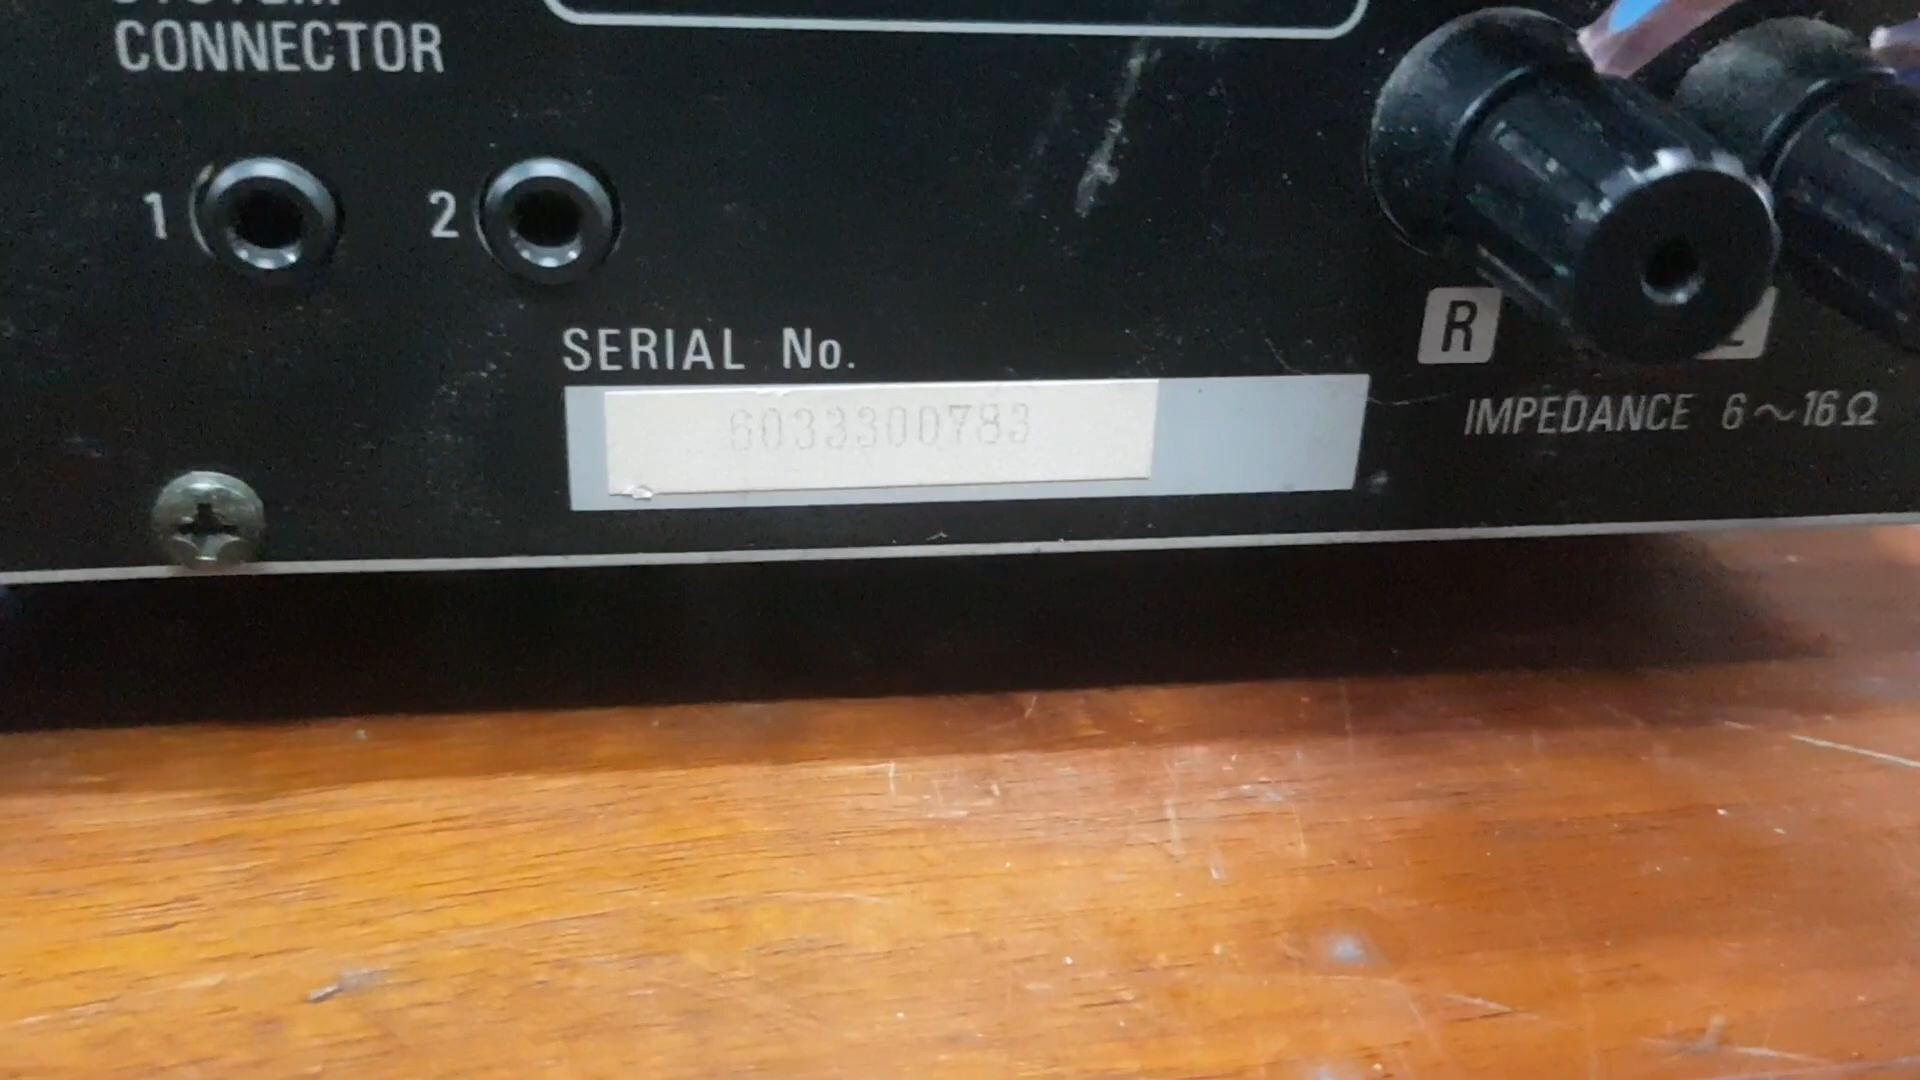 CONNECTOR
1 2
SERIAL No.
6033300783
R
IMPEDANCE 6~16Ω